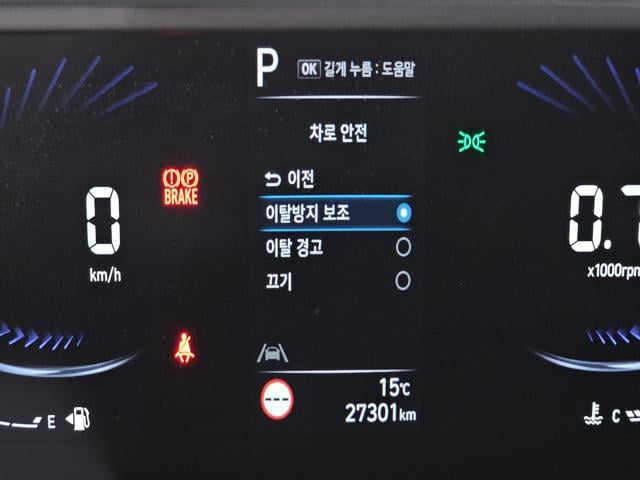 P
OK 길게 누름 : 도움말
차로 안전
이전
이탈방지 보조
이탈 경고
끄기
BRAKE
0
km/h
0.7
x1000rpm
15℃
27301km
E
C